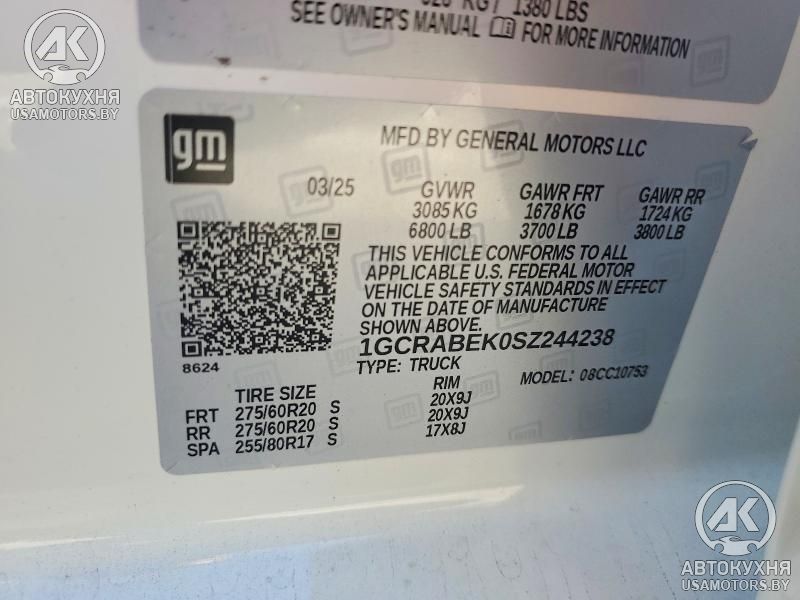 1380 LBS
SEE OWNER'S MANUAL FOR MORE INFORMATION
AK
АВТОКУХНЯ
USAMOTORS.BY
gm
MFD BY GENERAL MOTORS LLC
03/25 GVWR GAWR FRT GAWR RR
3085 KG 1678 KG 1724 KG
6800 LB 3700 LB 3800 LB
THIS VEHICLE CONFORMS TO ALL
APPLICABLE U.S. FEDERAL MOTOR
VEHICLE SAFETY STANDARDS IN EFFECT
ON THE DATE OF MANUFACTURE
SHOWN ABOVE.
1GCRABEK0SZ244238
8624
TYPE: TRUCK MODEL: 08CC10753
TIRE SIZE RIM
FRT 275/60R20 S 20X9J
RR 275/60R20 S 20X9J
SPA 255/80R17 S 17X8J
AK
АВТОКУХНЯ
USAMOTORS.BY